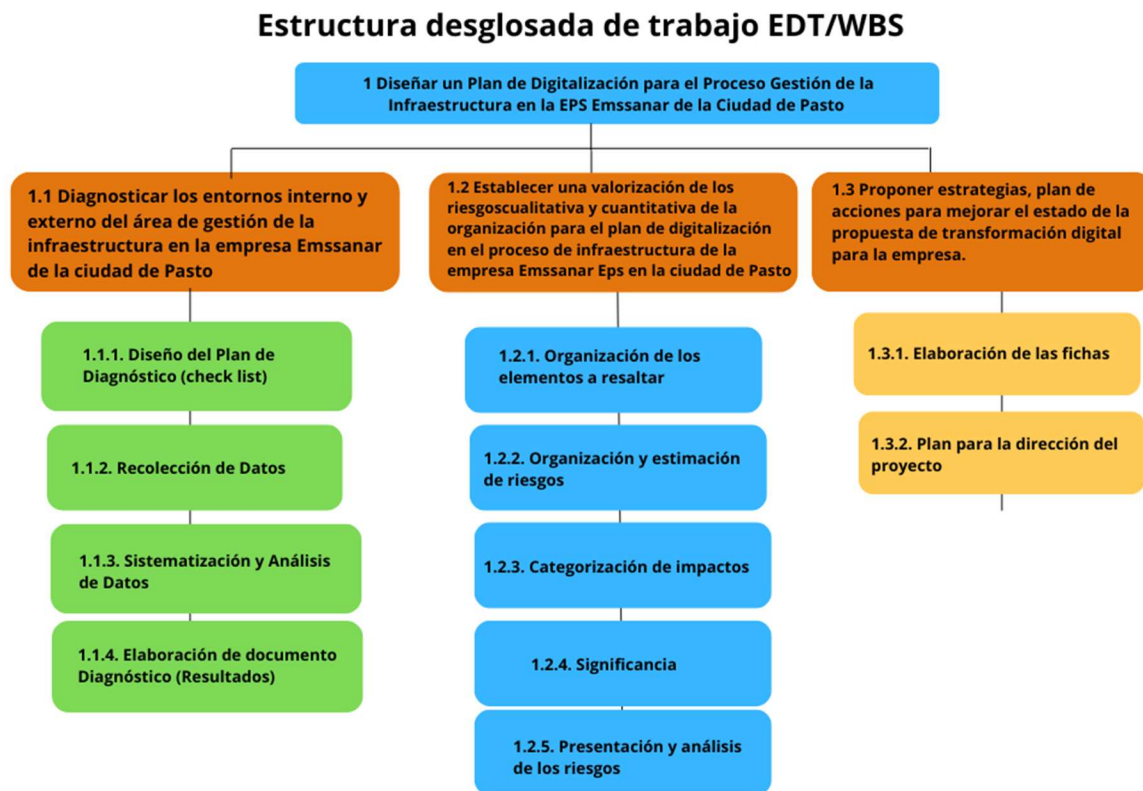 Estructura desglosada de trabajo EDT/WBS
1 Diseñar un Plan de Digitalización para el Proceso Gestión de la
Infraestructura en la EPS Emssanar de la Ciudad de Pasto
1.1 Diagnosticar los entornos interno y
externo del área de gestión de la
infraestructura en la empresa Emssanar
de la ciudad de Pasto
1.1.1. Diseño del Plan de
Diagnóstico (check list)
1.1.2. Recolección de Datos
1.1.3. Sistematización y Análisis
de Datos
1.1.4. Elaboración de documento
Diagnóstico (Resultados)
1.2 Establecer una valorización de los
riesgoscualitativa y cuantitativa de la
organización para el plan de digitalización
en el proceso de infraestructura de la
empresa Emssanar Eps en la ciudad de Pasto
1.2.1. Organización de los
elementos a resaltar
1.2.2. Organización y estimación
de riesgos
1.2.3. Categorización de impactos
1.2.4. Significancia
1.2.5. Presentación y análisis
de los riesgos
1.3 Proponer estrategias, plan de
acciones para mejorar el estado de la
propuesta de transformación digital
para la empresa.
1.3.1. Elaboración de las fichas
1.3.2. Plan para la dirección del
proyecto